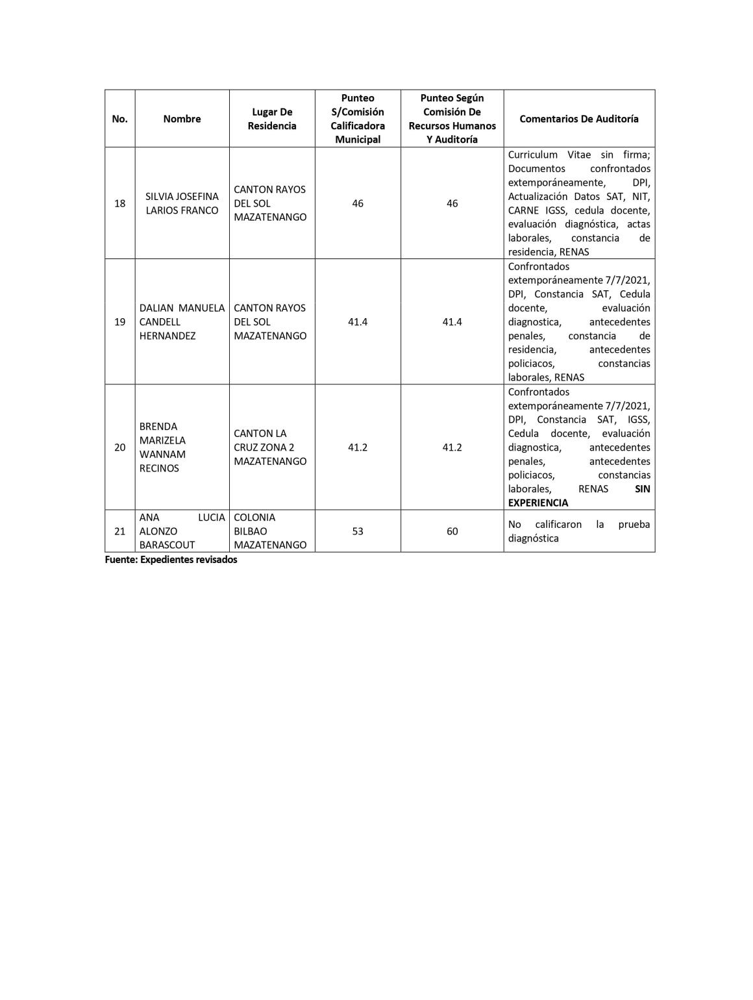 No.
Nombre
Lugar De
Residencia
Punteo
S/Comisión
Calificadora
Municipal
Punteo Según
Comisión De
Recursos Humanos
Y Auditoría
Comentarios De Auditoría
18
SILVIA JOSEFINA
LARIOS FRANCO
CANTON RAYOS
DEL SOL
MAZATENANGO
46
46
Curriculum Vitae sin firma;
Documentos confrontados
extemporáneamente, DPI,
Actualización Datos SAT, NIT,
CARNE IGSS, cedula docente,
evaluación diagnóstica, actas
laborales, constancia de
residencia, RENAS
19
DALIAN MANUELA
CANDELL
HERNANDEZ
CANTON RAYOS
DEL SOL
MAZATENANGO
41.4
41.4
Confrontados
extemporáneamente 7/7/2021,
DPI, Constancia SAT, Cedula
docente, evaluación
diagnostica, antecedentes
penales, constancia de
residencia, antecedentes
policiacos, constancias
laborales, RENAS
20
BRENDA
MARIZELA
WANNAM
RECINOS
CANTON LA
CRUZ ZONA 2
MAZATENANGO
41.2
41.2
Confrontados
extemporáneamente 7/7/2021,
DPI, Constancia SAT, IGSS,
Cedula docente, evaluación
diagnostica, antecedentes
penales, antecedentes
policiacos, constancias
laborales, RENAS SIN
EXPERIENCIA
21
ANA LUCIA
ALONZO
BARASCOUT
COLONIA
BILBAO
MAZATENANGO
53
60
No calificaron la prueba
diagnóstica
Fuente: Expedientes revisados